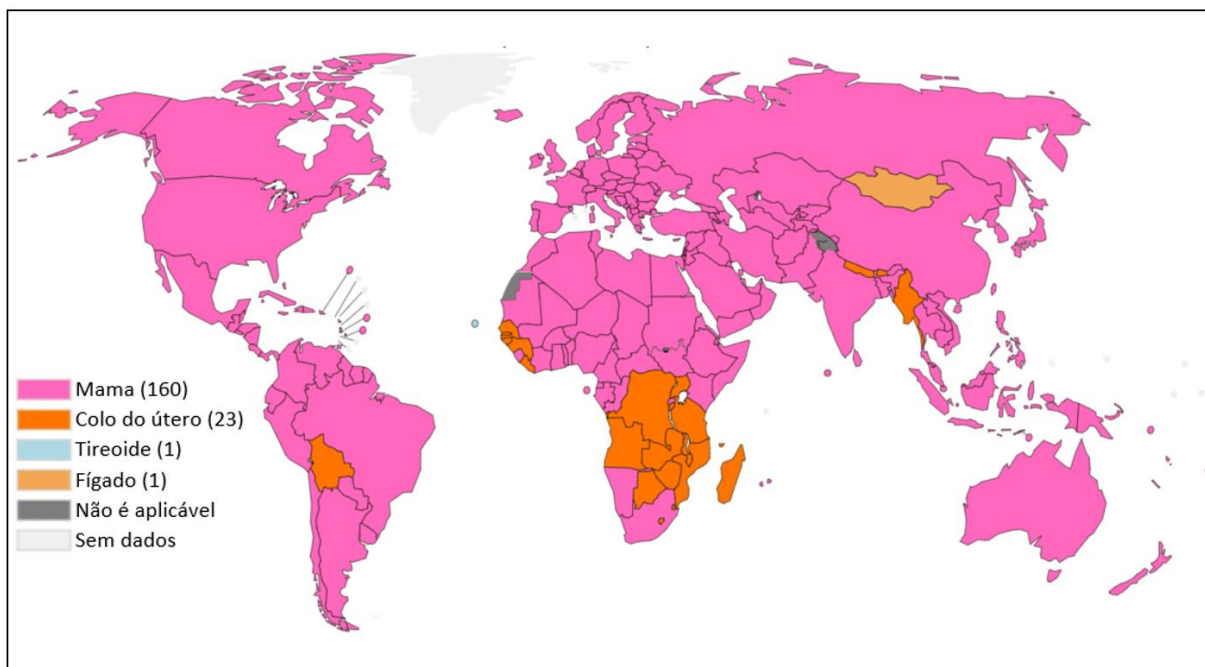 Mama (160)
Colo do útero (23)
Tireoide (1)
Fígado (1)
Não é aplicável
Sem dados